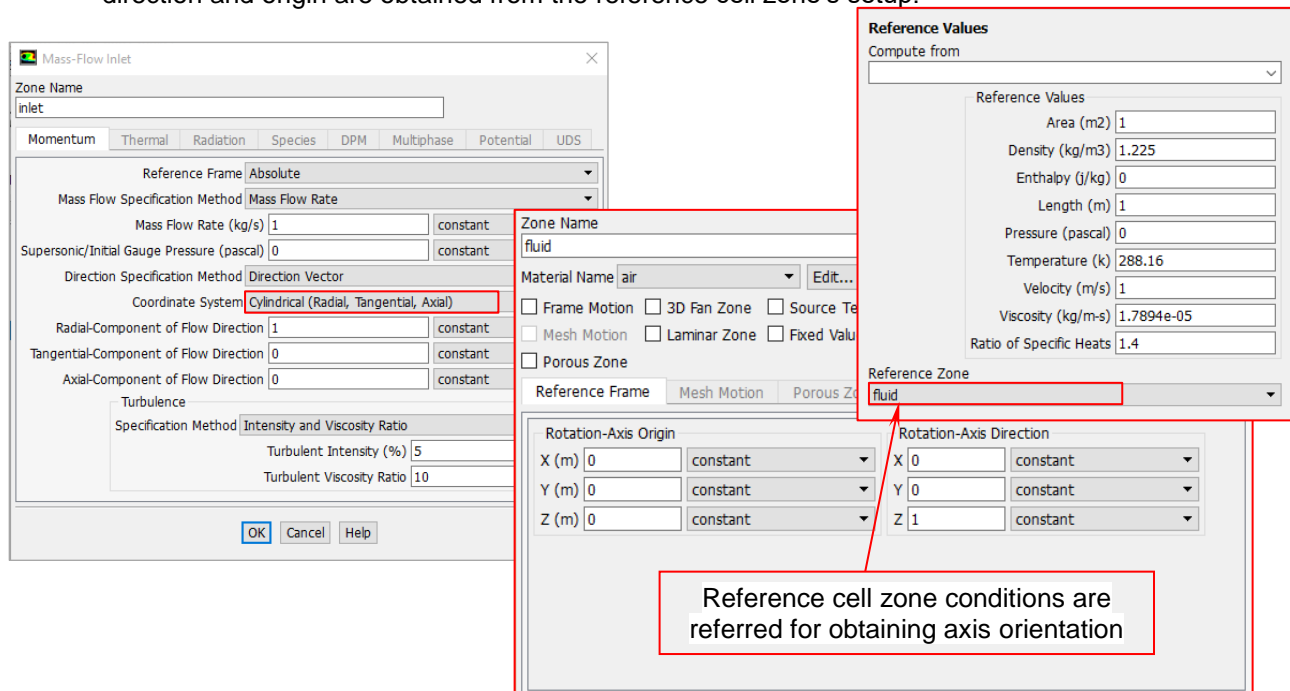 direction and origin are obtained from the reference cell zone's setup.
Mass-Flow Inlet
Zone Name
inlet
Momentum Thermal Radiation Species DPM Multiphase Potential UDS
Reference Frame Absolute
Mass Flow Specification Method Mass Flow Rate
Mass Flow Rate (kg/s) 1 constant
Supersonic/Initial Gauge Pressure (pascal) 0 constant
Direction Specification Method Direction Vector
Coordinate System Cylindrical (Radial, Tangential, Axial)
Radial-Component of Flow Direction 1 constant
Tangential-Component of Flow Direction 0 constant
Axial-Component of Flow Direction 0 constant
Turbulence
Specification Method Intensity and Viscosity Ratio
Turbulent Intensity (%) 5
Turbulent Viscosity Ratio 10
OK Cancel Help
Zone Name
fluid
Material Name air Edit...
Frame Motion 3D Fan Zone Source Te
Mesh Motion Laminar Zone Fixed Valu
Porous Zone
Reference Frame Mesh Motion Porous Zo
Rotation-Axis Origin Rotation-Axis Direction
X (m) 0 constant X 0 constant
Y (m) 0 constant Y 0 constant
Z (m) 0 constant Z 1 constant
Reference Values
Compute from
Reference Values
Area (m2) 1
Density (kg/m3) 1.225
Enthalpy (j/kg) 0
Length (m) 1
Pressure (pascal) 0
Temperature (k) 288.16
Velocity (m/s) 1
Viscosity (kg/m-s) 1.7894e-05
Ratio of Specific Heats 1.4
Reference Zone
fluid
Reference cell zone conditions are
referred for obtaining axis orientation